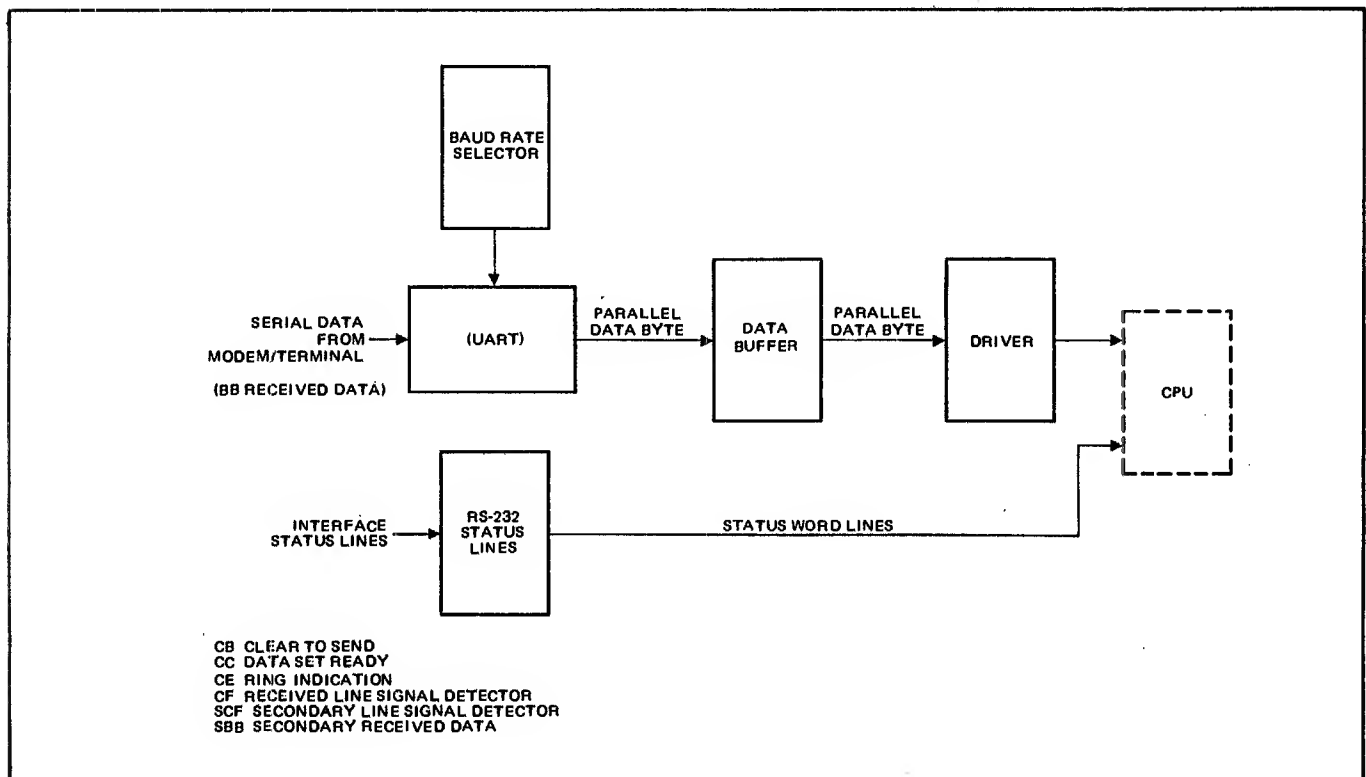 BAUD RATE
SELECTOR
SERIAL DATA
FROM
MODEM/TERMINAL
(BB RECEIVED DATA)
(UART)
PARALLEL
DATA BYTE
DATA
BUFFER
PARALLEL
DATA BYTE
DRIVER
CPU
INTERFACE
STATUS LINES
RS-232
STATUS
LINES
STATUS WORD LINES
CB CLEAR TO SEND
CC DATA SET READY
CE RING INDICATION
CF RECEIVED LINE SIGNAL DETECTOR
SCF SECONDARY LINE SIGNAL DETECTOR
SBB SECONDARY RECEIVED DATA